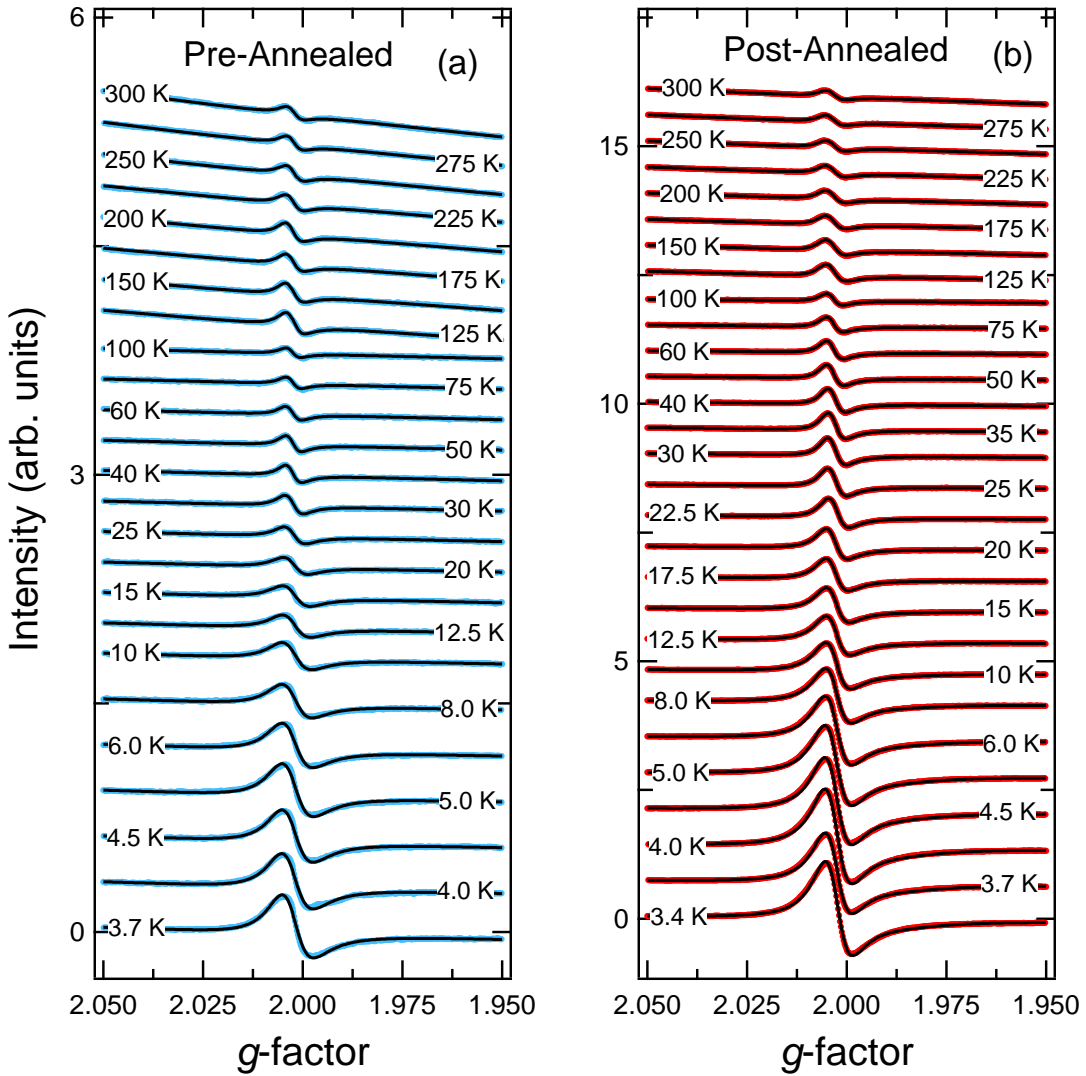 6
Pre-Annealed
(a)
300 K
275 K
250 K
225 K
200 K
175 K
150 K
125 K
100 K
75 K
60 K
50 K
40 K
3
30 K
25 K
20 K
15 K
12.5 K
10 K
8.0 K
6.0 K
5.0 K
4.5 K
4.0 K
3.7 K
0
2.050
2.025
2.000
1.975
1.950
g-factor
Intensity (arb. units)
Post-Annealed
(b)
300 K
275 K
15
250 K
225 K
200 K
175 K
150 K
125 K
100 K
75 K
60 K
50 K
40 K
10
35 K
30 K
25 K
22.5 K
20 K
17.5 K
15 K
12.5 K
5
10 K
8.0 K
6.0 K
5.0 K
4.5 K
4.0 K
3.7 K
3.4 K
0
2.050
2.025
2.000
1.975
1.950
g-factor